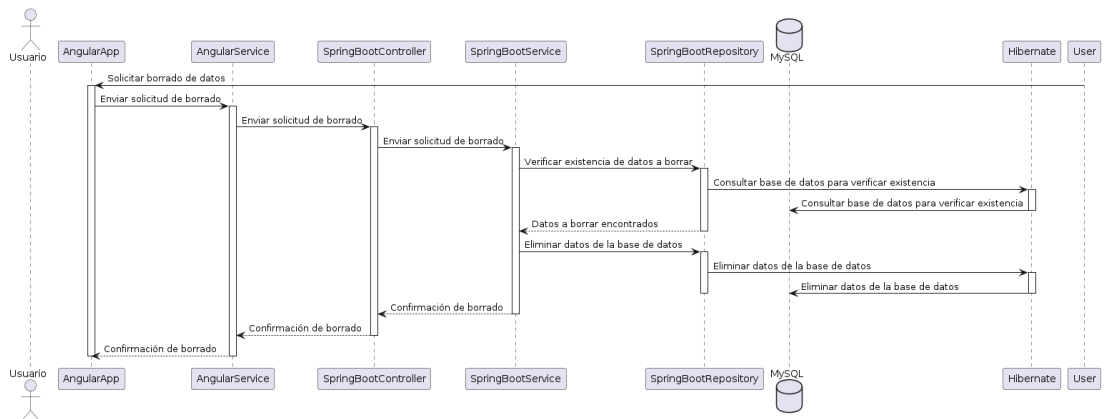 Usuario
AngularApp
AngularService
SpringBootController
SpringBootService
SpringBootRepository
MySQL
Hibernate
User
Solicitar borrado de datos
Enviar solicitud de borrado
Enviar solicitud de borrado
Enviar solicitud de borrado
Verificar existencia de datos a borrar
Consultar base de datos para verificar existencia
Consultar base de datos para verificar existencia
Datos a borrar encontrados
Eliminar datos de la base de datos
Eliminar datos de la base de datos
Eliminar datos de la base de datos
Confirmación de borrado
Confirmación de borrado
Confirmación de borrado
Usuario
AngularApp
AngularService
SpringBootController
SpringBootService
SpringBootRepository
MySQL
Hibernate
User